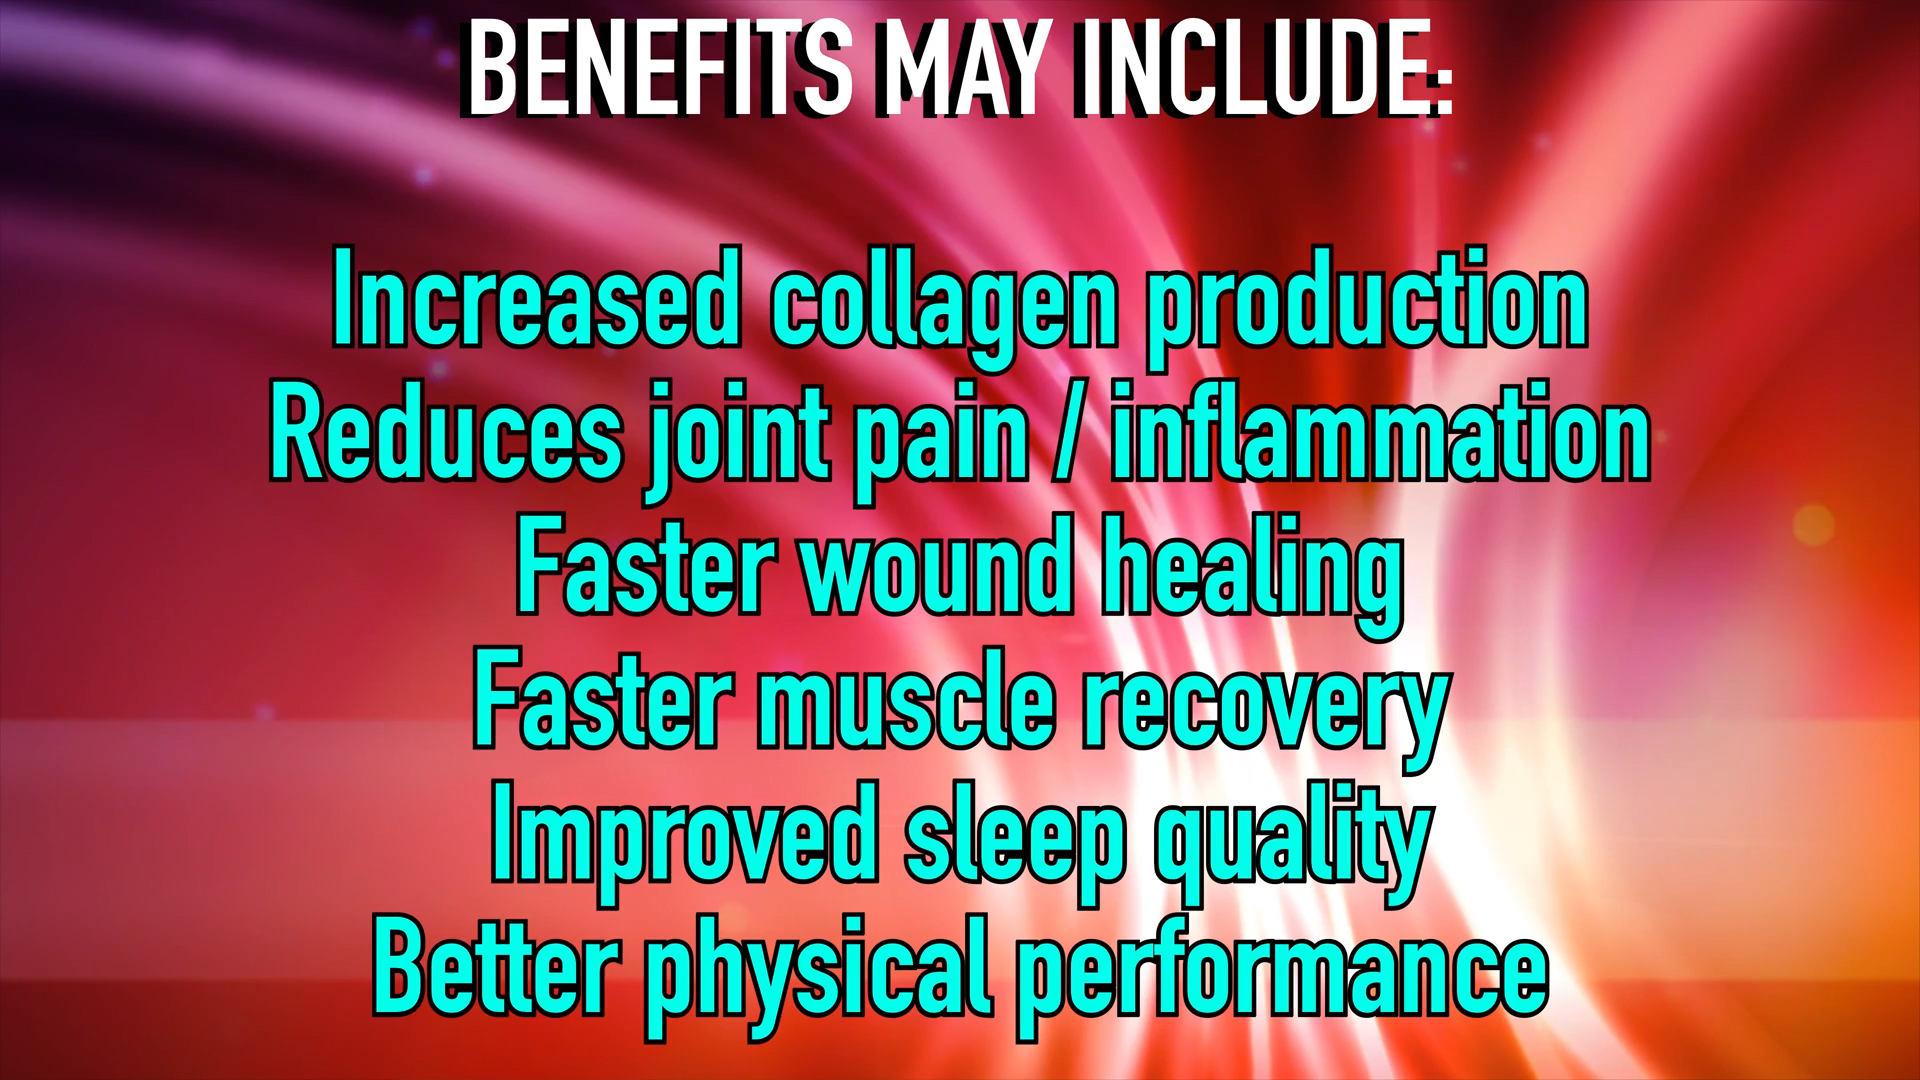 BENEFITS MAY INCLUDE:
Increased collagen production
Reduces joint pain / inflammation
Faster wound healing
Faster muscle recovery
Improved sleep quality
Better physical performance